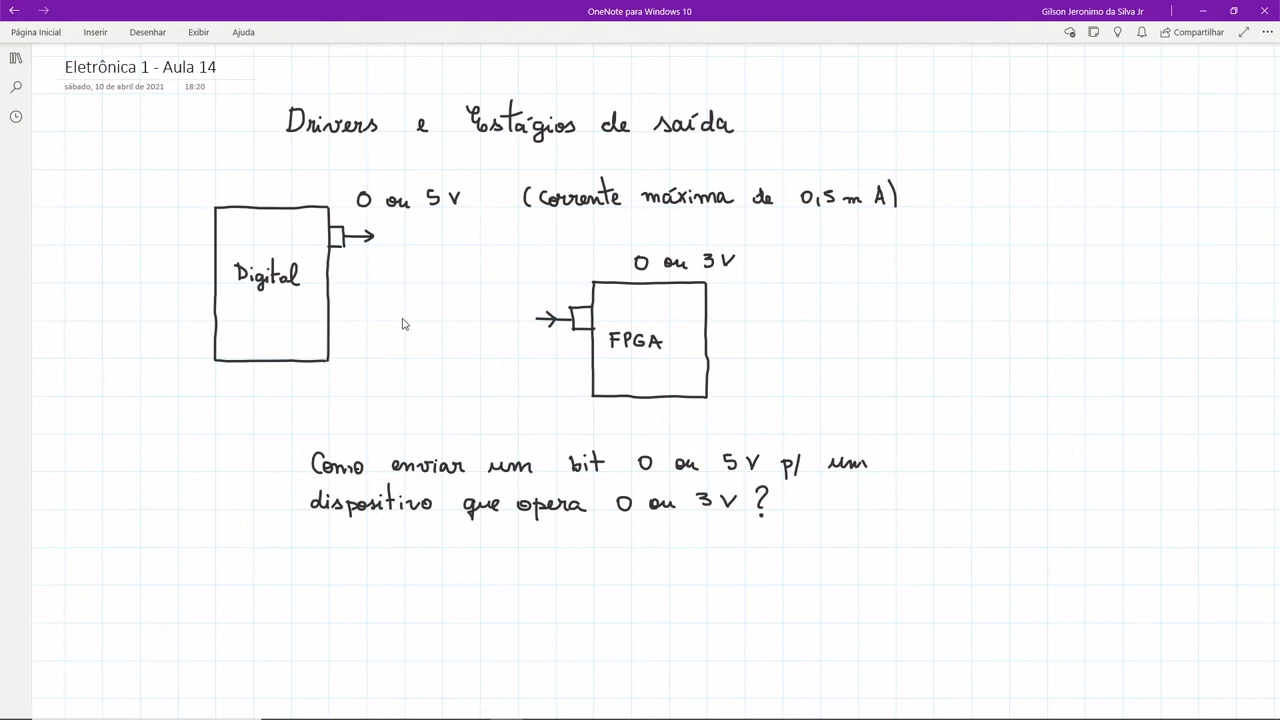 OneNote para Windows 10
Gilson Jeronimo da Silva Jr
Página Inicial Inserir Desenhar Exibir Ajuda
Compartilhar
Eletrônica 1 - Aula 14
sábado, 10 de abril de 2021 18:20
Drivers e Estágios de saída
0 ou 5 V (corrente máxima de 0,5 m A)
Digital
0 ou 3 V
FPGA
Como enviar um bit 0 ou 5 V p/ um
dispositivo que opera 0 ou 3 V ?